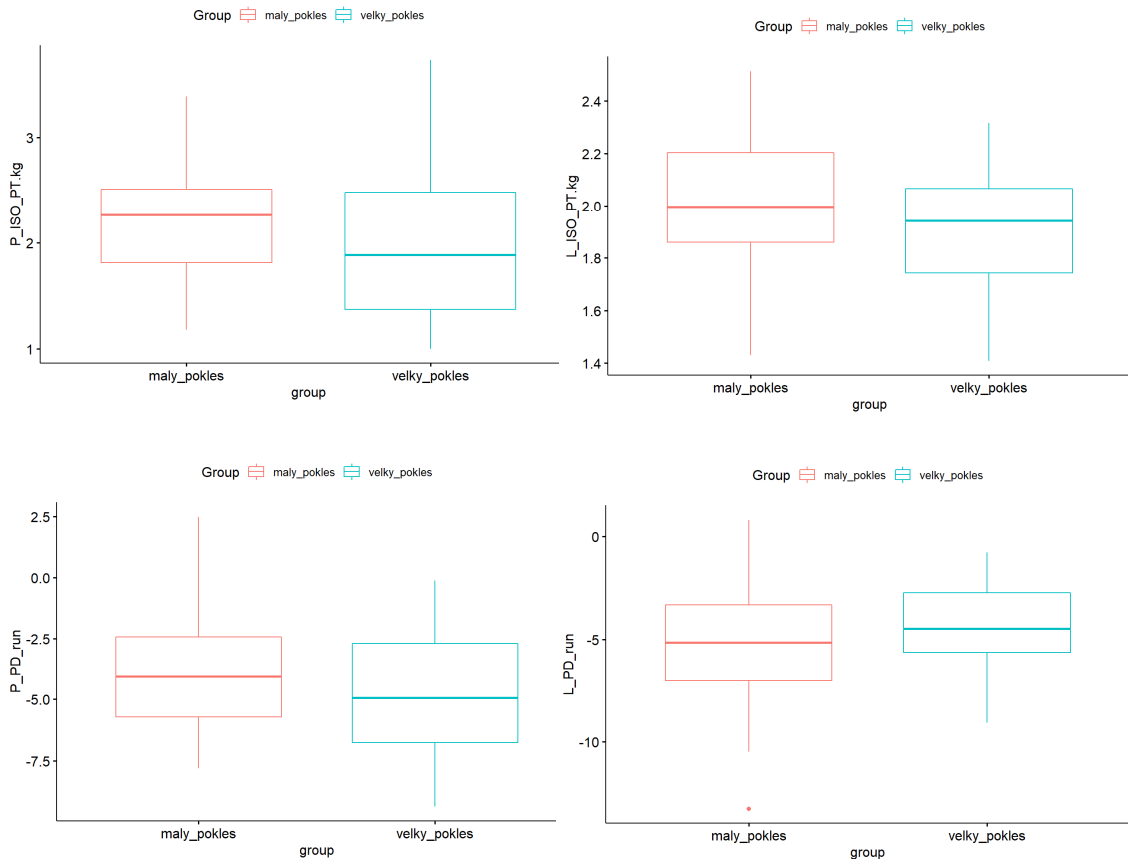 Group maly_pokles velky_pokles
P_ISO_PT.kg
3
2
1
maly_pokles velky_pokles
group
Group maly_pokles velky_pokles
L_ISO_PT.kg
2.4
2.2
2.0
1.8
1.6
1.4
maly_pokles velky_pokles
group
Group maly_pokles velky_pokles
P_PD_run
2.5
0.0
-2.5
-5.0
-7.5
maly_pokles velky_pokles
group
Group maly_pokles velky_pokles
L_PD_run
0
-5
-10
maly_pokles velky_pokles
group